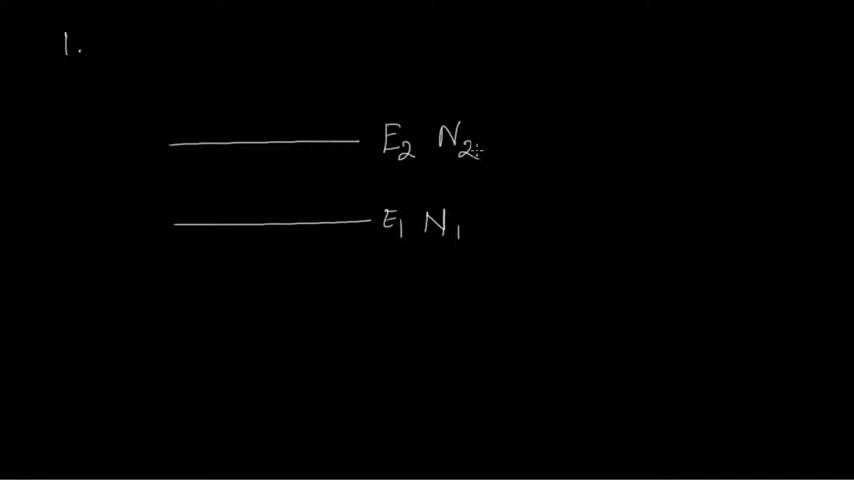 1.
E₂ N₂
E₁ N₁